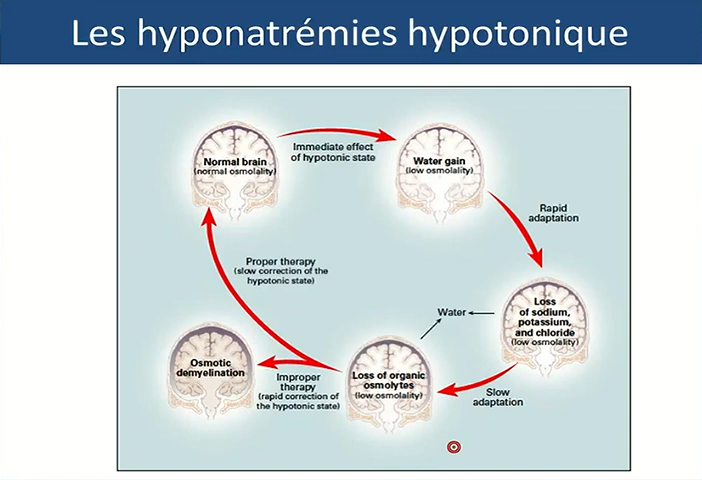 Les hyponatrémies hypotonique
Normal brain
(normal osmolality)
Immediate effect
of hypotonic state
Water gain
(low osmolality)
Rapid
adaptation
Proper therapy
(slow correction of the
hypotonic state)
Water
Loss
of sodium,
potassium,
and chloride
(low osmolality)
Osmotic
demyelination
Improper
therapy
(rapid correction of
the hypotonic state)
Loss of organic
osmolytes
(low osmolality)
Slow
adaptation